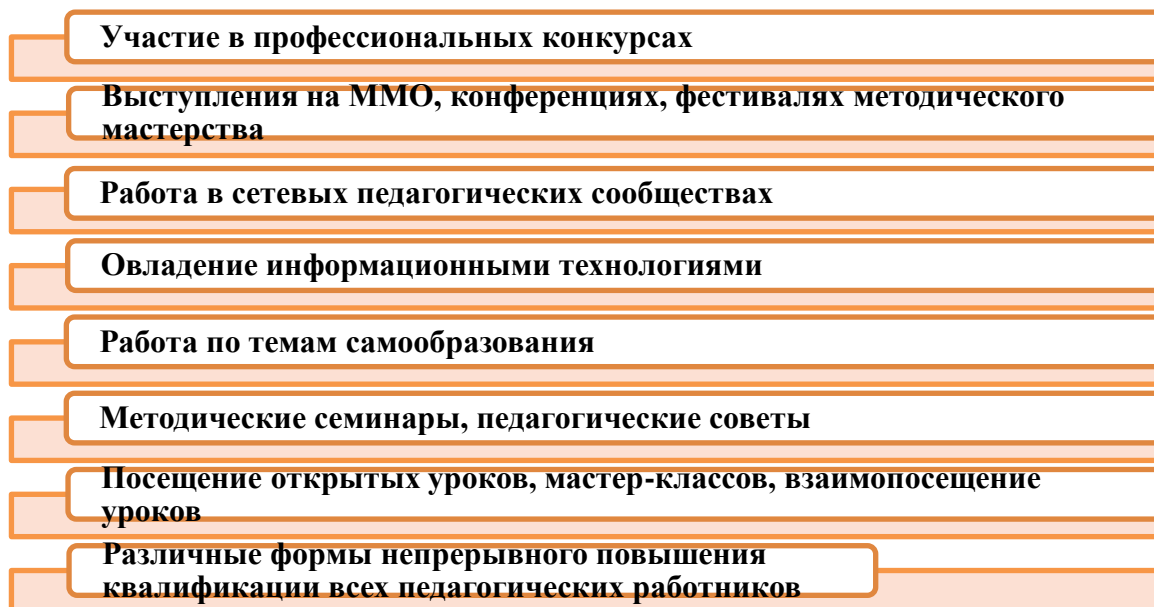 Участие в профессиональных конкурсах
Выступления на ММО, конференциях, фестивалях методического
мастерства
Работа в сетевых педагогических сообществах
Овладение информационными технологиями
Работа по темам самообразования
Методические семинары, педагогические советы
Посещение открытых уроков, мастер-классов, взаимопосещение
уроков
Различные формы непрерывного повышения
квалификации всех педагогических работников